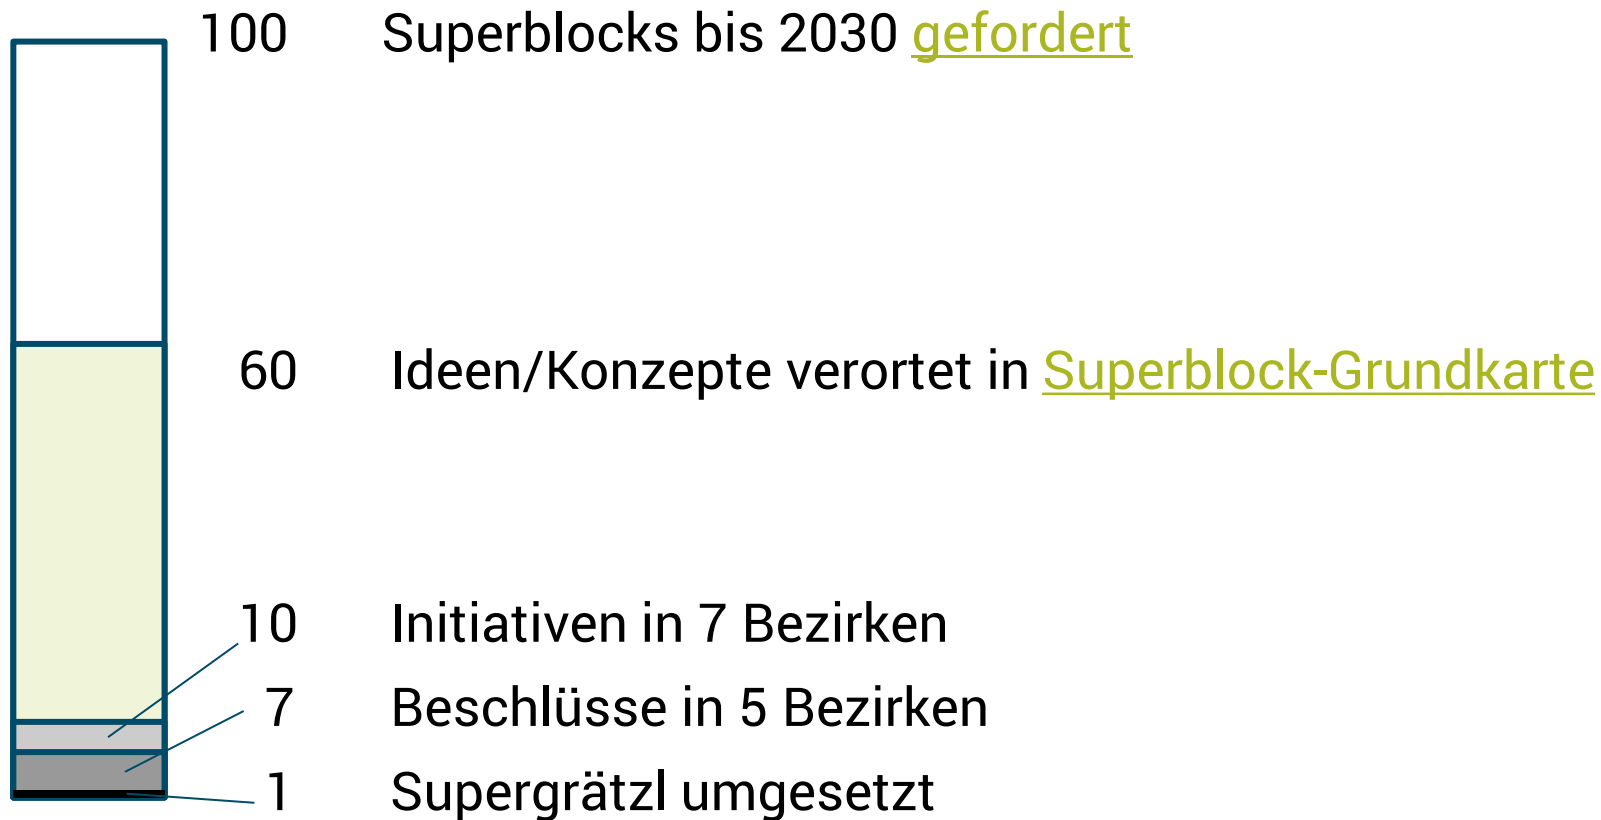 100 Superblocks bis 2030 gefordert
60 Ideen/Konzepte verortet in Superblock-Grundkarte
10 Initiativen in 7 Bezirken
7 Beschlüsse in 5 Bezirken
1 Supergrätzl umgesetzt